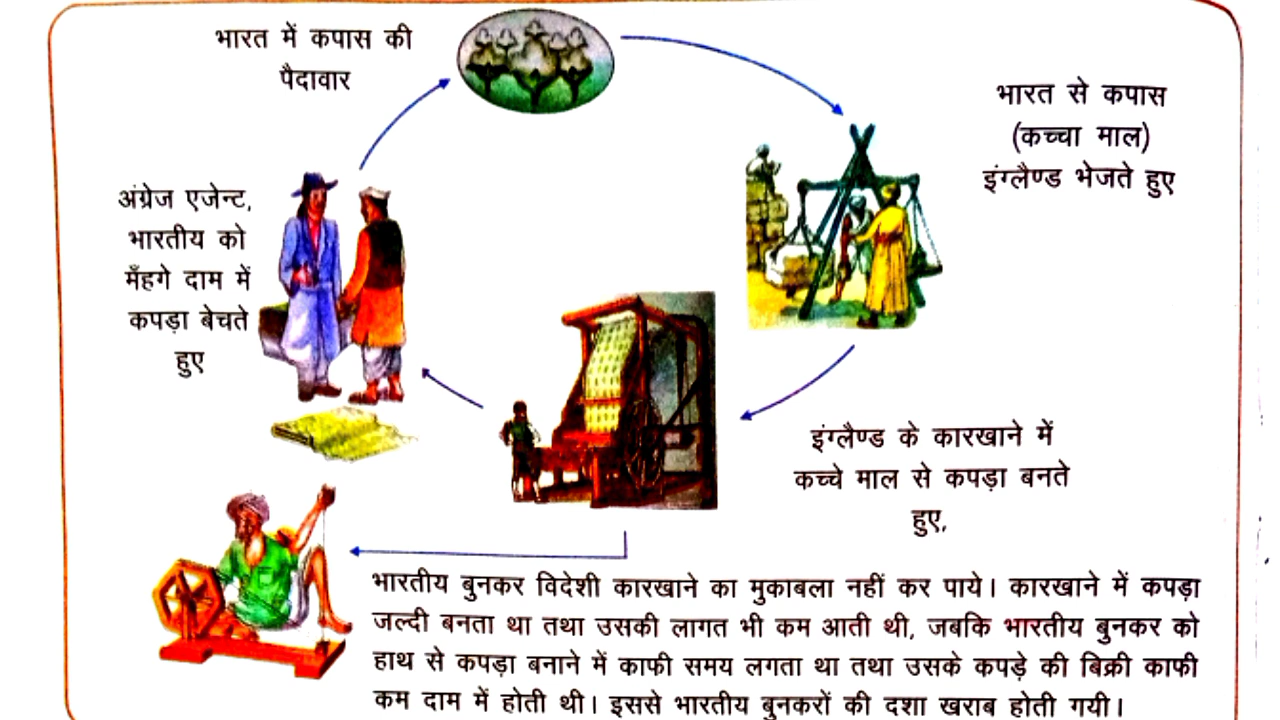 भारत में कपास की
पैदावार
भारत से कपास
(कच्चा माल)
इंग्लैण्ड भेजते हुए
अंग्रेज एजेन्ट,
भारतीय को
मँहगे दाम में
कपड़ा बेचते
हुए
इंग्लैण्ड के कारखाने में
कच्चे माल से कपड़ा बनते
हुए,
भारतीय बुनकर विदेशी कारखाने का मुकाबला नहीं कर पाये। कारखाने में कपड़ा
जल्दी बनता था तथा उसकी लागत भी कम आती थी, जबकि भारतीय बुनकर को
हाथ से कपड़ा बनाने में काफी समय लगता था तथा उसके कपड़े की बिक्री काफी
कम दाम में होती थी। इससे भारतीय बुनकरों की दशा खराब होती गयी।